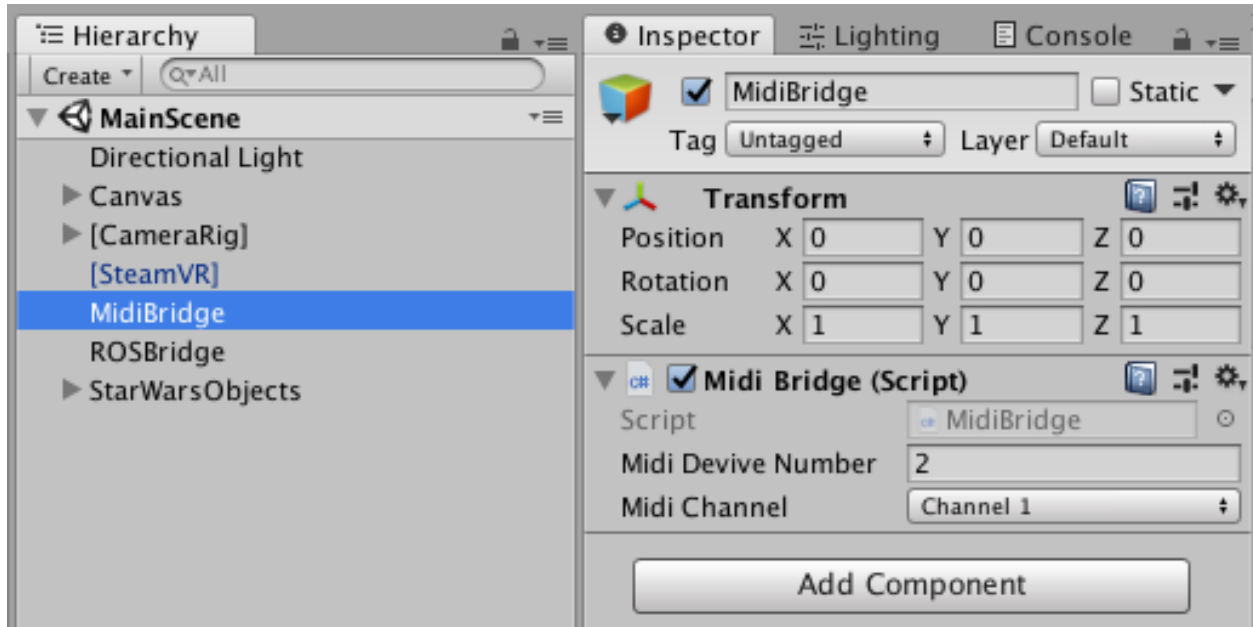 Hierarchy
Create
All
MainScene
Directional Light
Canvas
[CameraRig]
[SteamVR]
MidiBridge
ROSBridge
StarWarsObjects
Inspector Lighting Console
MidiBridge Static
Tag Untagged Layer Default
Transform
Position X 0 Y 0 Z 0
Rotation X 0 Y 0 Z 0
Scale X 1 Y 1 Z 1
c# Midi Bridge (Script)
Script c# MidiBridge
Midi Devive Number 2
Midi Channel Channel 1
Add Component